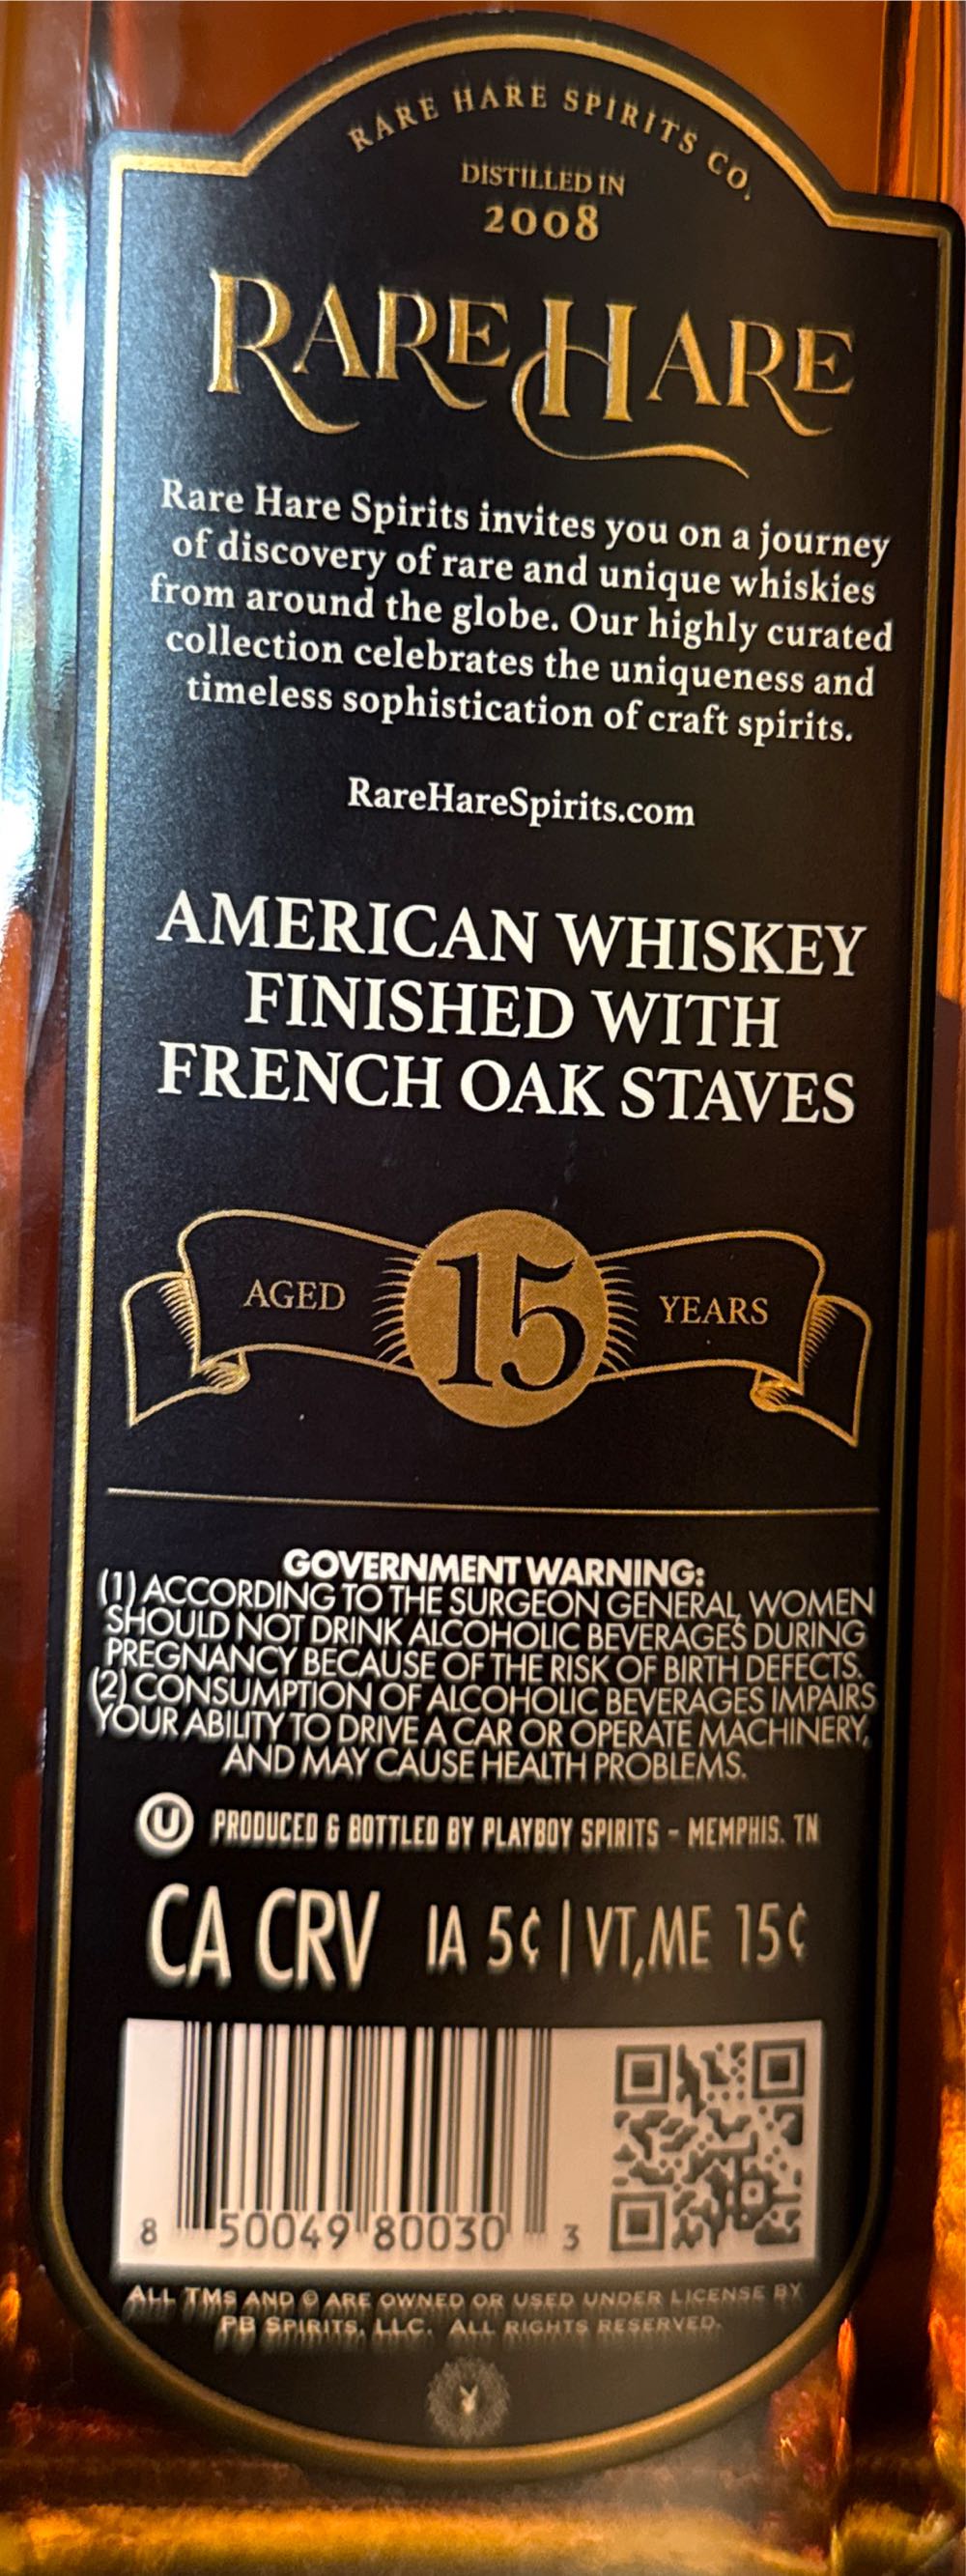 RARE HARE SPIRITS CO.
DISTILLED IN
2008
RARE HARE
Rare Hare Spirits invites you on a journey
of discovery of rare and unique whiskies
from around the globe. Our highly curated
collection celebrates the uniqueness and
timeless sophistication of craft spirits.
RareHareSpirits.com
AMERICAN WHISKEY
FINISHED WITH
FRENCH OAK STAVES
AGED 15 YEARS
GOVERNMENT WARNING:
(1) ACCORDING TO THE SURGEON GENERAL, WOMEN
SHOULD NOT DRINK ALCOHOLIC BEVERAGES DURING
PREGNANCY BECAUSE OF THE RISK OF BIRTH DEFECTS.
(2) CONSUMPTION OF ALCOHOLIC BEVERAGES IMPAIRS
YOUR ABILITY TO DRIVE A CAR OR OPERATE MACHINERY,
AND MAY CAUSE HEALTH PROBLEMS.
U PRODUCED & BOTTLED BY PLAYBOY SPIRITS - MEMPHIS, TN
CA CRV IA 5¢ | VT,ME 15¢
8 50049 80030 3
ALL TMS AND © ARE OWNED OR USED UNDER LICENSE BY
PB SPIRITS, LLC. ALL RIGHTS RESERVED.